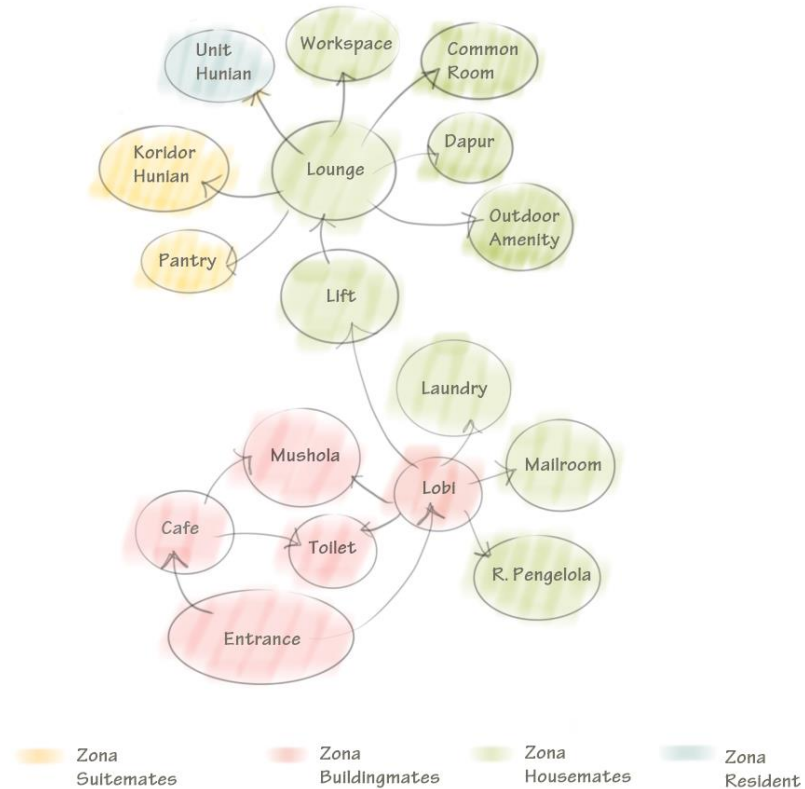 Unit
Hunian
Workspace
Common
Room
Koridor
Hunian
Lounge
Dapur
Outdoor
Amenity
Pantry
Lift
Laundry
Mushola
Lobi
Mailroom
Cafe
Toilet
R. Pengelola
Entrance
Zona
Suitemates
Zona
Buildingmates
Zona
Housemates
Zona
Resident